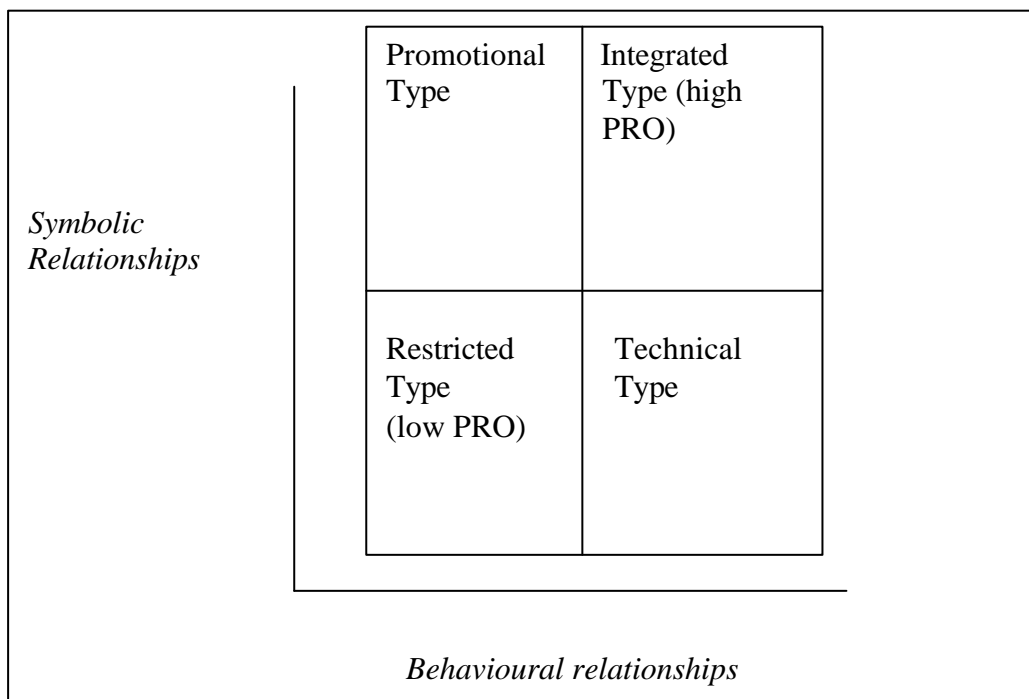 Promotional
Type
Integrated
Type (high
PRO)
Symbolic
Relationships
Restricted
Type
(low PRO)
Technical
Type
Behavioural relationships